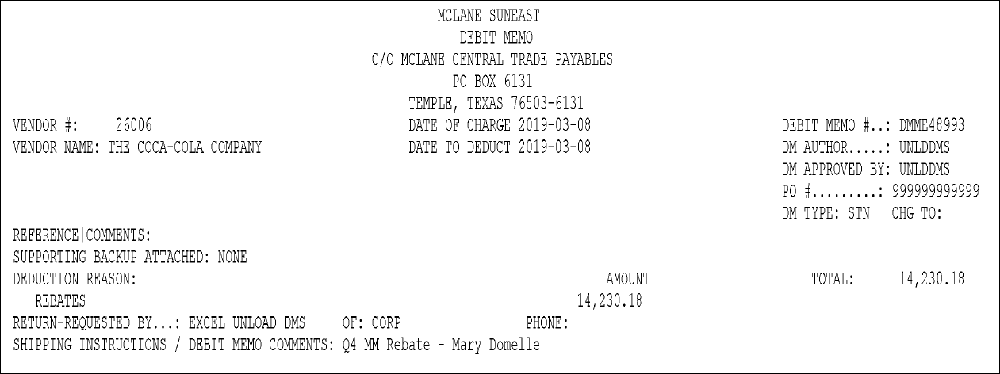 MCLANE SUNEAST
DEBIT MEMO
C/O MCLANE CENTRAL TRADE PAYABLES
PO BOX 6131
TEMPLE, TEXAS 76503-6131
VENDOR #: 26006 DATE OF CHARGE 2019-03-08 DEBIT MEMO #..: DMME48993
VENDOR NAME: THE COCA-COLA COMPANY DATE TO DEDUCT 2019-03-08 DM AUTHOR.....: UNLDDMS
DM APPROVED BY: UNLDDMS
PO #.........: 999999999999
DM TYPE: STN CHG TO:
REFERENCE|COMMENTS:
SUPPORTING BACKUP ATTACHED: NONE
DEDUCTION REASON: AMOUNT TOTAL: 14,230.18
REBATES 14,230.18
RETURN-REQUESTED BY...: EXCEL UNLOAD DMS OF: CORP PHONE:
SHIPPING INSTRUCTIONS / DEBIT MEMO COMMENTS: Q4 MM Rebate - Mary Domelle